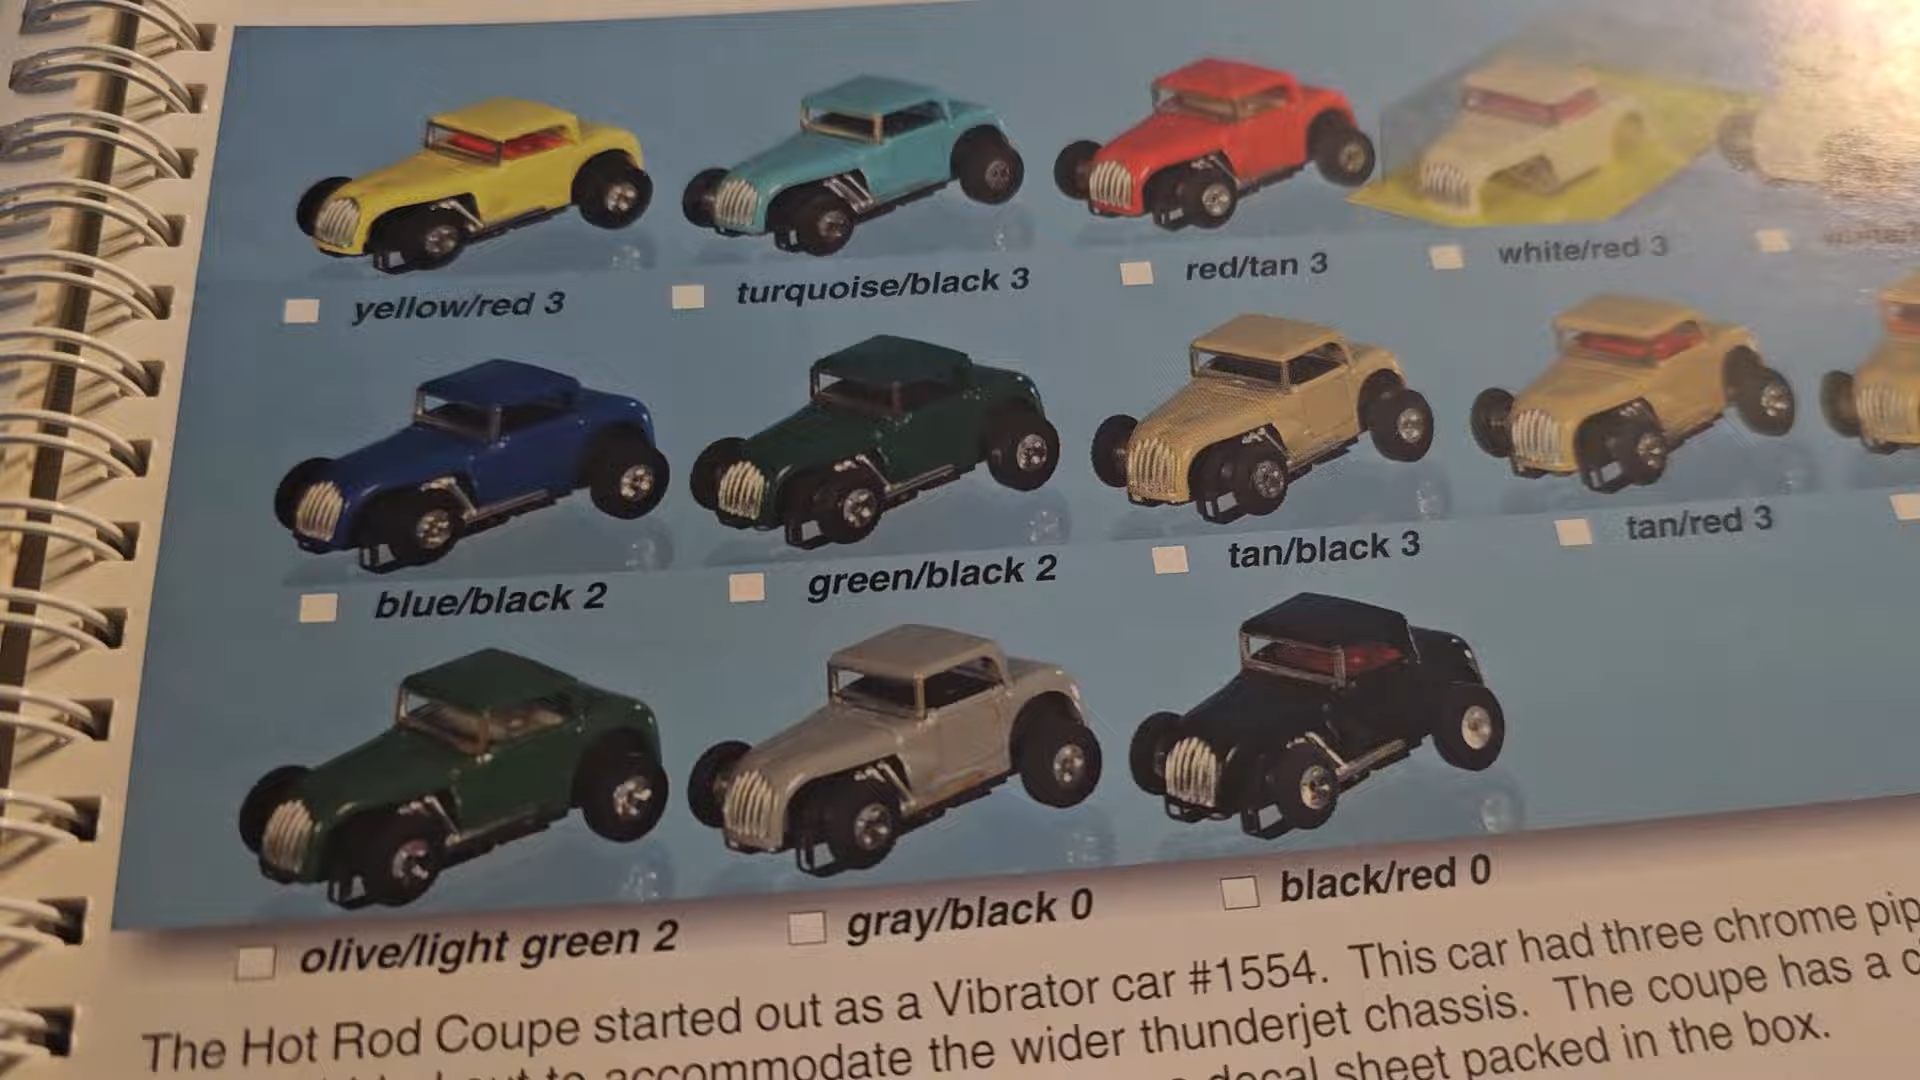 yellow/red 3
turquoise/black 3
red/tan 3
white/red 3
blue/black 2
green/black 2
tan/black 3
tan/red 3
olive/light green 2
gray/black 0
black/red 0
The Hot Rod Coupe started out as a Vibrator car #1554. This car had three chrome
to accommodate the wider thunderjet chassis. The coupe has a
decal sheet packed in the box.